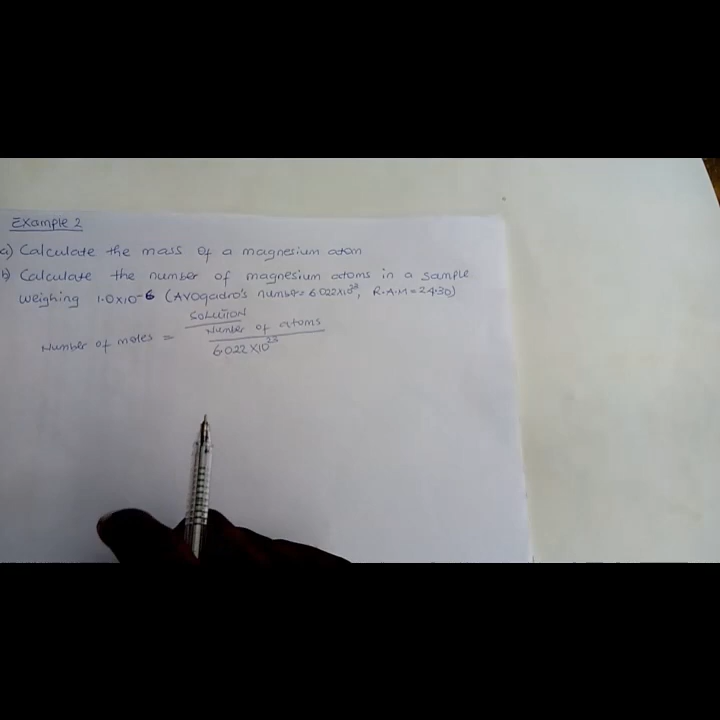 Example 2
a) Calculate the mass of a magnesium atom
b) Calculate the number of magnesium atoms in a sample
weighing 1.0x10-6 (Avogadro's number= 6.022x10²³, R.A.M=24.30)
SOLUTION
Number of moles = Number of atoms
6.022 X10²³